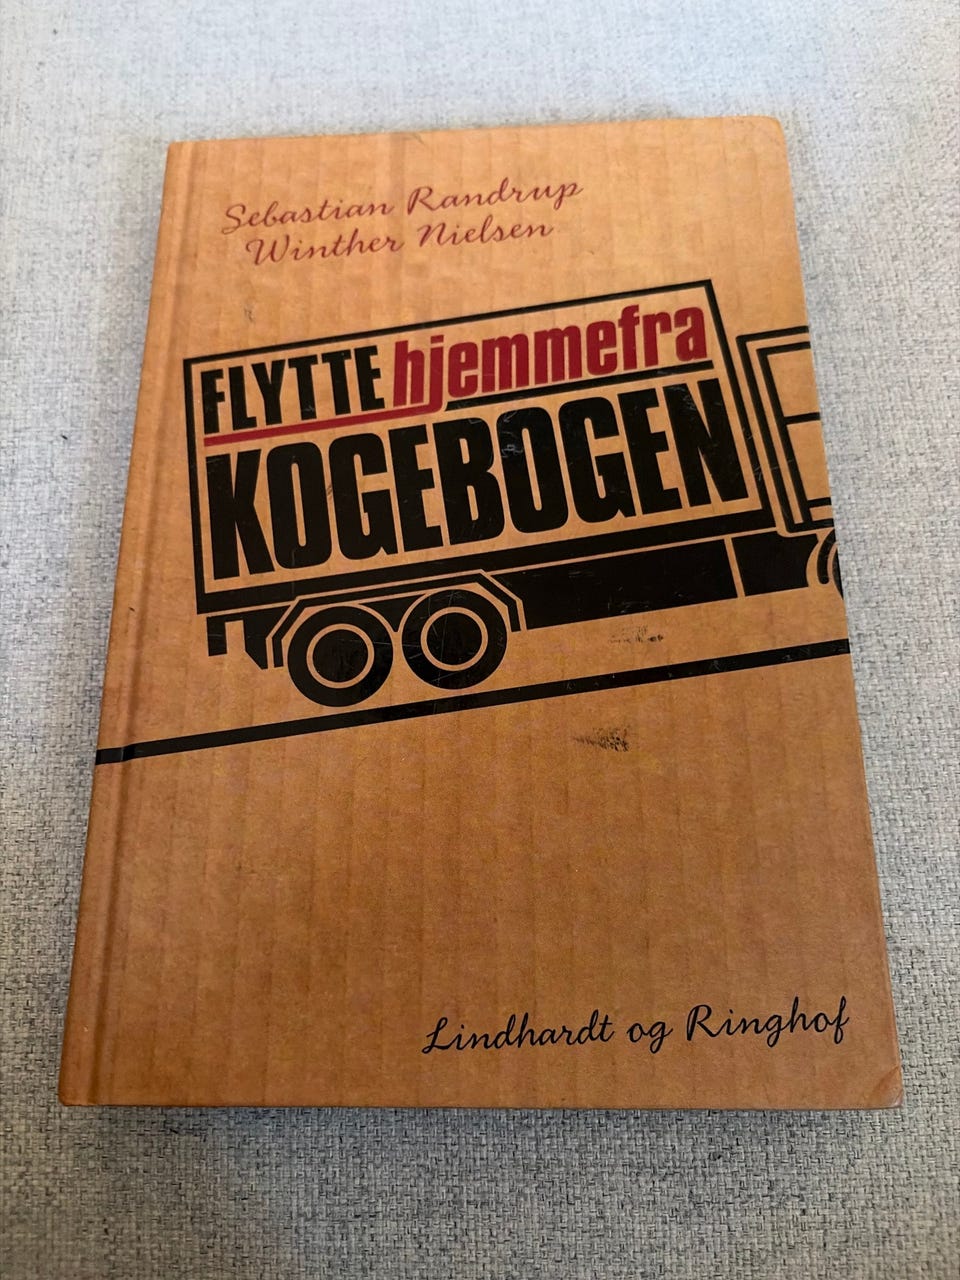 Sebastian Randrup
Winther Nielsen
FLYTTE hjemmefra
KOGEBOGEN
Lindhardt og Ringhof